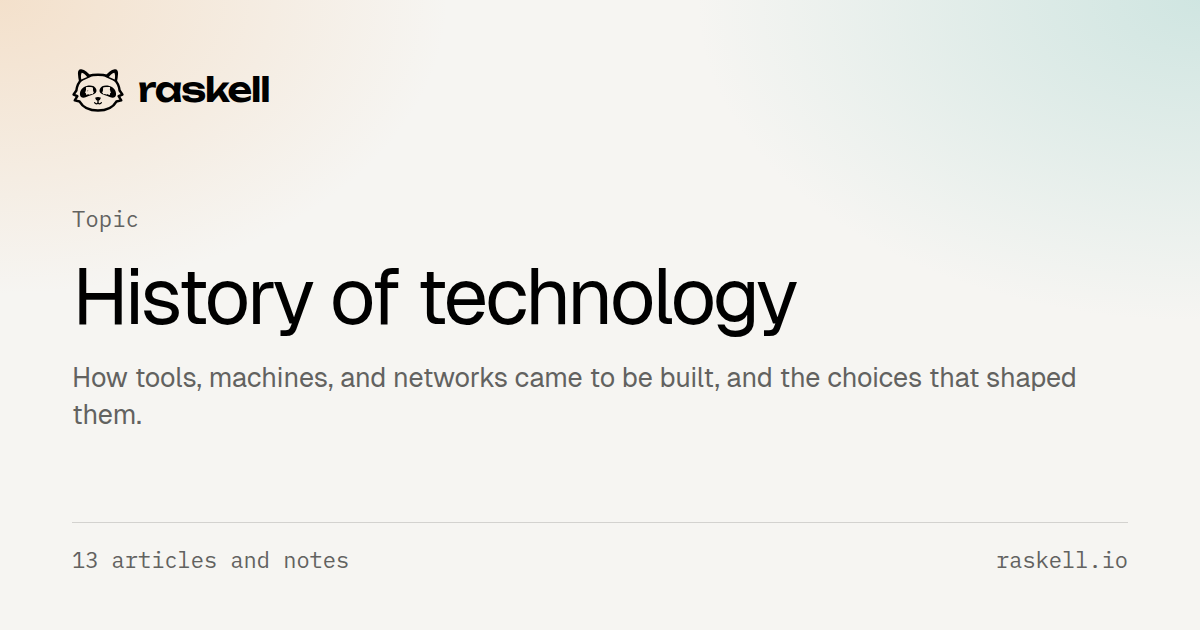 raskell
Topic
History of technology
How tools, machines, and networks came to be built, and the choices that shaped
them.
13 articles and notes
raskell.io